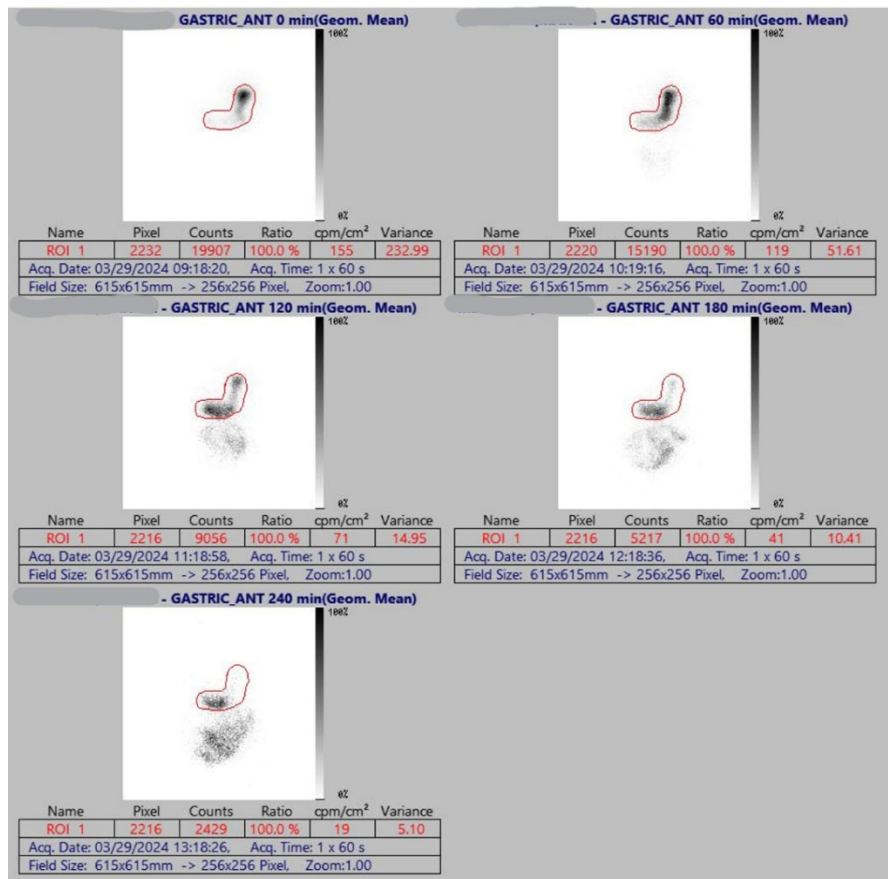 GASTRIC_ANT 0 min(Geom. Mean)
100%
0%
Name Pixel Counts Ratio cpm/cm² Variance
ROI 1 2232 19907 100.0 % 155 232.99
Acq. Date: 03/29/2024 09:18:20, Acq. Time: 1 x 60 s
Field Size: 615x615mm -> 256x256 Pixel, Zoom:1.00
- GASTRIC_ANT 60 min(Geom. Mean)
100%
0%
Name Pixel Counts Ratio cpm/cm² Variance
ROI 1 2220 15190 100.0 % 119 51.61
Acq. Date: 03/29/2024 10:19:16, Acq. Time: 1 x 60 s
Field Size: 615x615mm -> 256x256 Pixel, Zoom:1.00
- GASTRIC_ANT 120 min(Geom. Mean)
100%
0%
Name Pixel Counts Ratio cpm/cm² Variance
ROI 1 2216 9056 100.0 % 71 14.95
Acq. Date: 03/29/2024 11:18:58, Acq. Time: 1 x 60 s
Field Size: 615x615mm -> 256x256 Pixel, Zoom:1.00
- GASTRIC_ANT 180 min(Geom. Mean)
100%
0%
Name Pixel Counts Ratio cpm/cm² Variance
ROI 1 2216 5217 100.0 % 41 10.41
Acq. Date: 03/29/2024 12:18:36, Acq. Time: 1 x 60 s
Field Size: 615x615mm -> 256x256 Pixel, Zoom:1.00
- GASTRIC_ANT 240 min(Geom. Mean)
100%
0%
Name Pixel Counts Ratio cpm/cm² Variance
ROI 1 2216 2429 100.0 % 19 5.10
Acq. Date: 03/29/2024 13:18:26, Acq. Time: 1 x 60 s
Field Size: 615x615mm -> 256x256 Pixel, Zoom:1.00